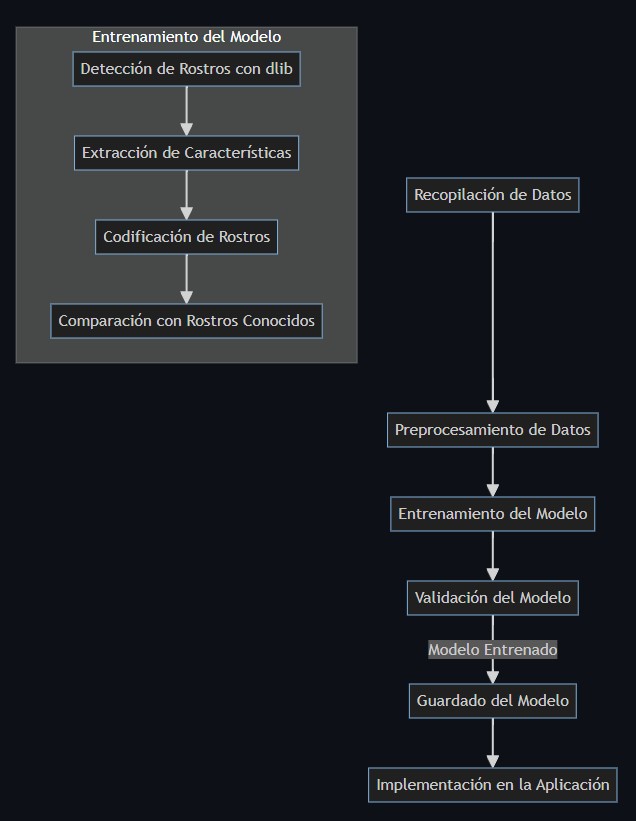 Entrenamiento del Modelo
Detección de Rostros con dlib
Extracción de Características
Codificación de Rostros
Comparación con Rostros Conocidos
Recopilación de Datos
Preprocesamiento de Datos
Entrenamiento del Modelo
Validación del Modelo
Modelo Entrenado
Guardado del Modelo
Implementación en la Aplicación